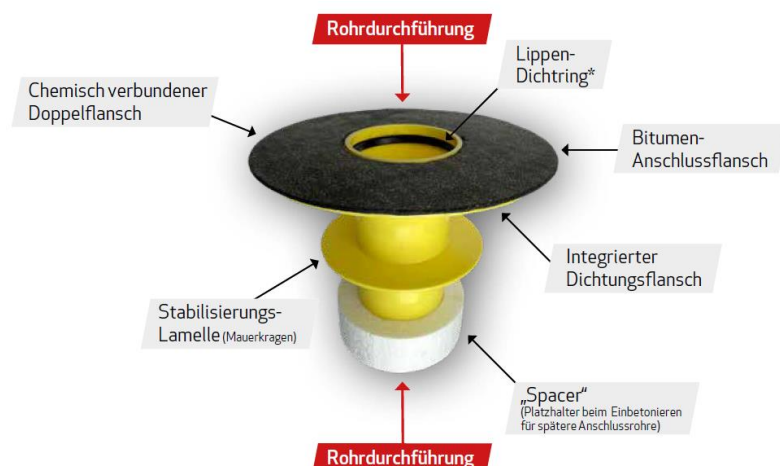 Rohrdurchführung
Lippen-
Dichtring*
Chemisch verbundener
Doppelflansch
Bitumen-
Anschlussflansch
Integrierter
Dichtungsflansch
Stabilisierungs-
Lamelle (Mauerkragen)
„Spacer“
(Platzhalter beim Einbetonieren
für spätere Anschlussrohre)
Rohrdurchführung